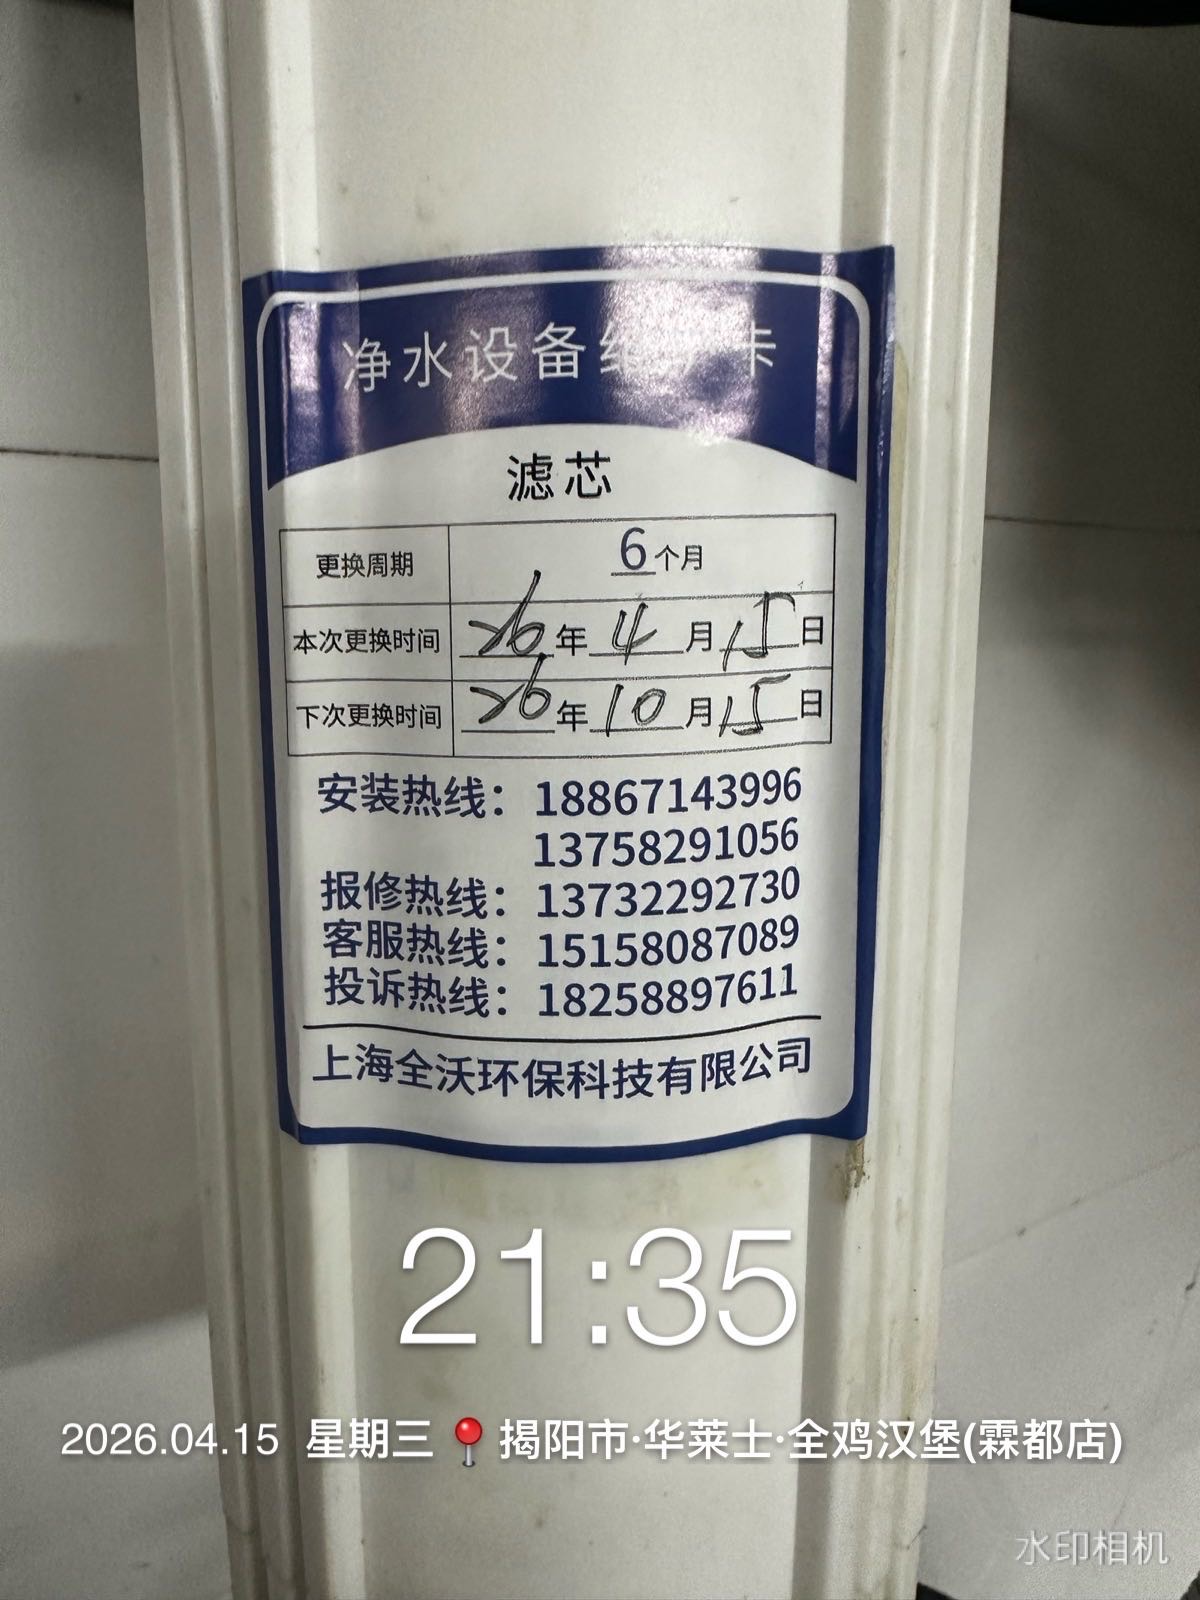 净水设备维护卡
滤芯
更换周期 6个月
本次更换时间 26年 4月15日
下次更换时间 26年 10月15日
安装热线：18867143996
13758291056
报修热线：13732292730
客服热线：15158087089
投诉热线：18258897611
上海全沃环保科技有限公司
21:35
2026.04.15 星期三 揭阳市·华莱士·全鸡汉堡(霖都店)
水印相机